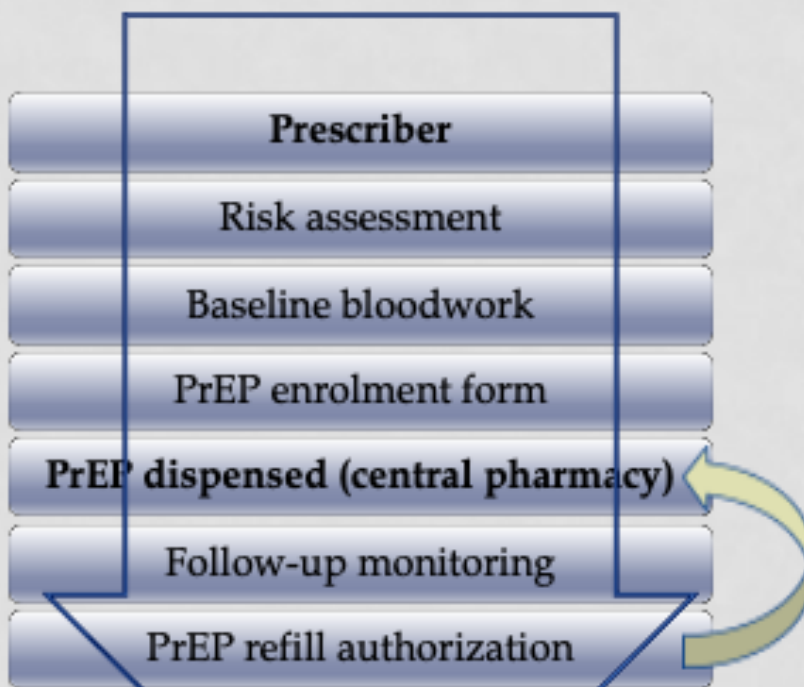 Prescriber
Risk assessment
Baseline bloodwork
PrEP enrolment form
PrEP dispensed (central pharmacy)
Follow-up monitoring
PrEP refill authorization